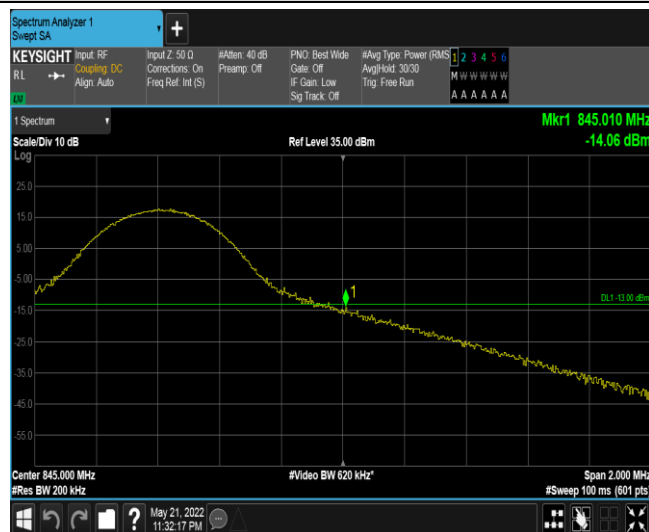 Spectrum Analyzer 1
Swept SA
+
KEYSIGHT
RL
LXI
Input: RF
Coupling: DC
Align: Auto
Input Z: 50 Ω
Corrections: On
Freq Ref: Int (S)
#Atten: 40 dB
Preamp: Off
PNO: Best Wide
Gate: Off
IF Gain: Low
Sig Track: Off
#Avg Type: Power (RMS
Avg|Hold: 30/30
Trig: Free Run
1 2 3 4 5 6
M W W W W W
A A A A A A
1 Spectrum
Mkr1 845.010 MHz
Scale/Div 10 dB
Ref Level 35.00 dBm
-14.06 dBm
Log
25.0
15.0
5.00
-5.00
1
DL1 -13.00 dBm
-15.0
-25.0
-35.0
-45.0
-55.0
Center 845.000 MHz
#Video BW 620 kHz*
Span 2.000 MHz
#Res BW 200 kHz
#Sweep 100 ms (601 pts)
?
May 21, 2022
11:32:17 PM